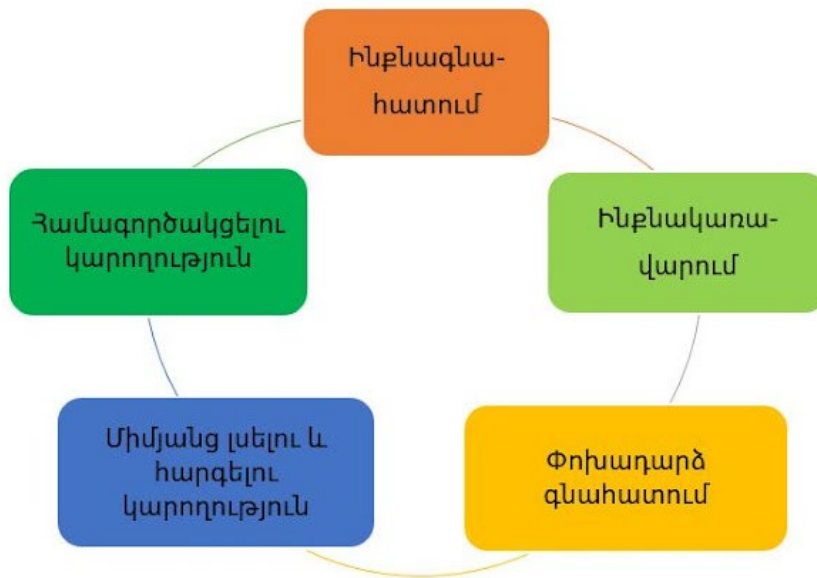 Ինքնագնա-
հատում
Ինքնակառա-
վարում
Փոխադարձ
գնահատում
Միմյանց լսելու և
հարգելու
կարողություն
Համագործակցելու
կարողություն